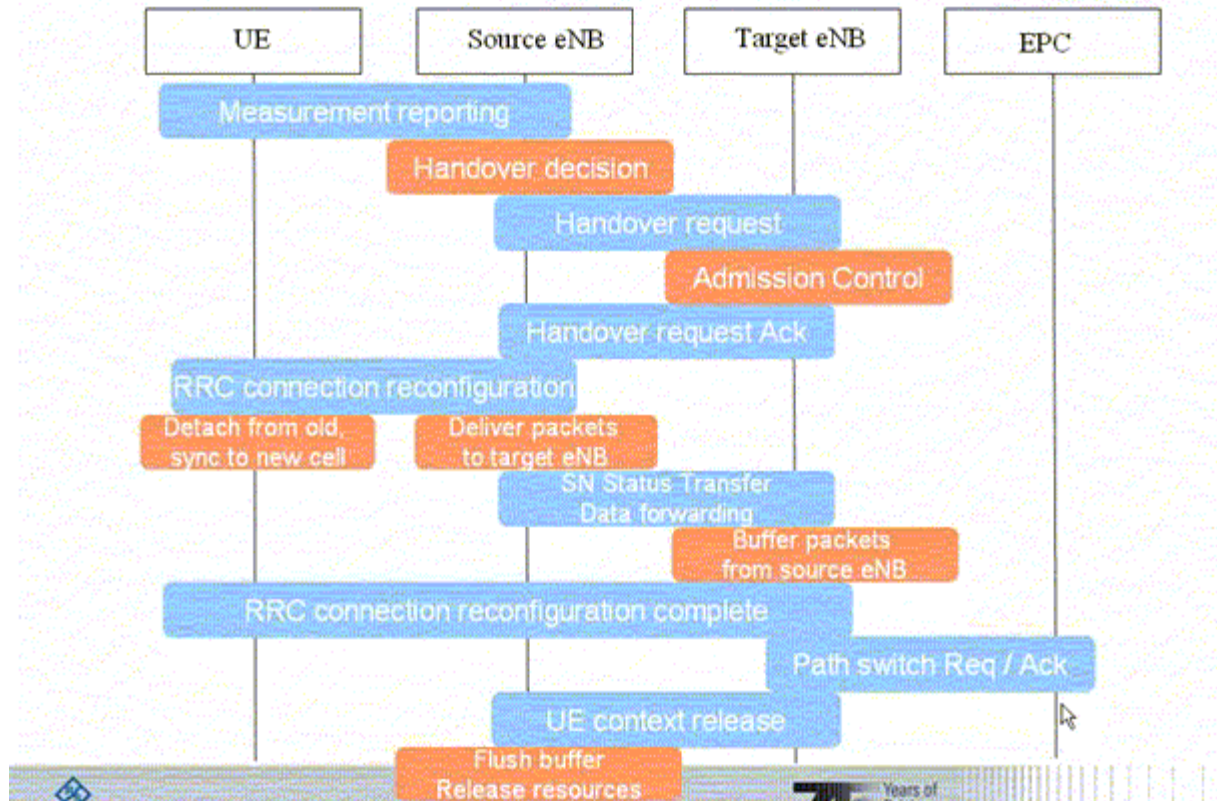 UE
Source eNB
Target eNB
EPC
Measurement reporting
Handover decision
Handover request
Admission Control
Handover request Ack
RRC connection reconfiguration
Detach from old,
sync to new cell
Deliver packets
to target eNB
SN Status Transfer
Data forwarding
Buffer packets
from source eNB
RRC connection reconfiguration complete
Path switch Req / Ack
UE context release
Flush buffer
Release resources
Years of